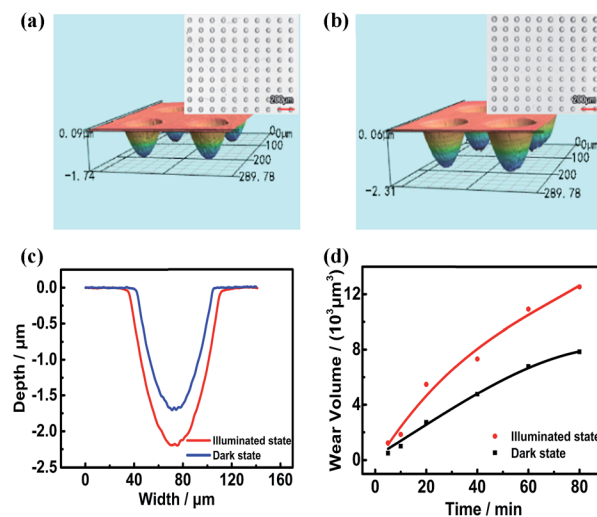 (a)
200μm
0.09μm
0μm
100
200
-1.74
289.78
(b)
200μm
0.06μm
0μm
100
200
-2.31
289.78
(c)
0.0
-0.5
-1.0
-1.5
-2.0
-2.5
Depth / μm
Illuminated state
Dark state
0 40 80 120 160
Width / μm
(d)
12
8
4
0
Wear Volume / (10³μm³)
Illuminated state
Dark state
0 20 40 60 80
Time / min